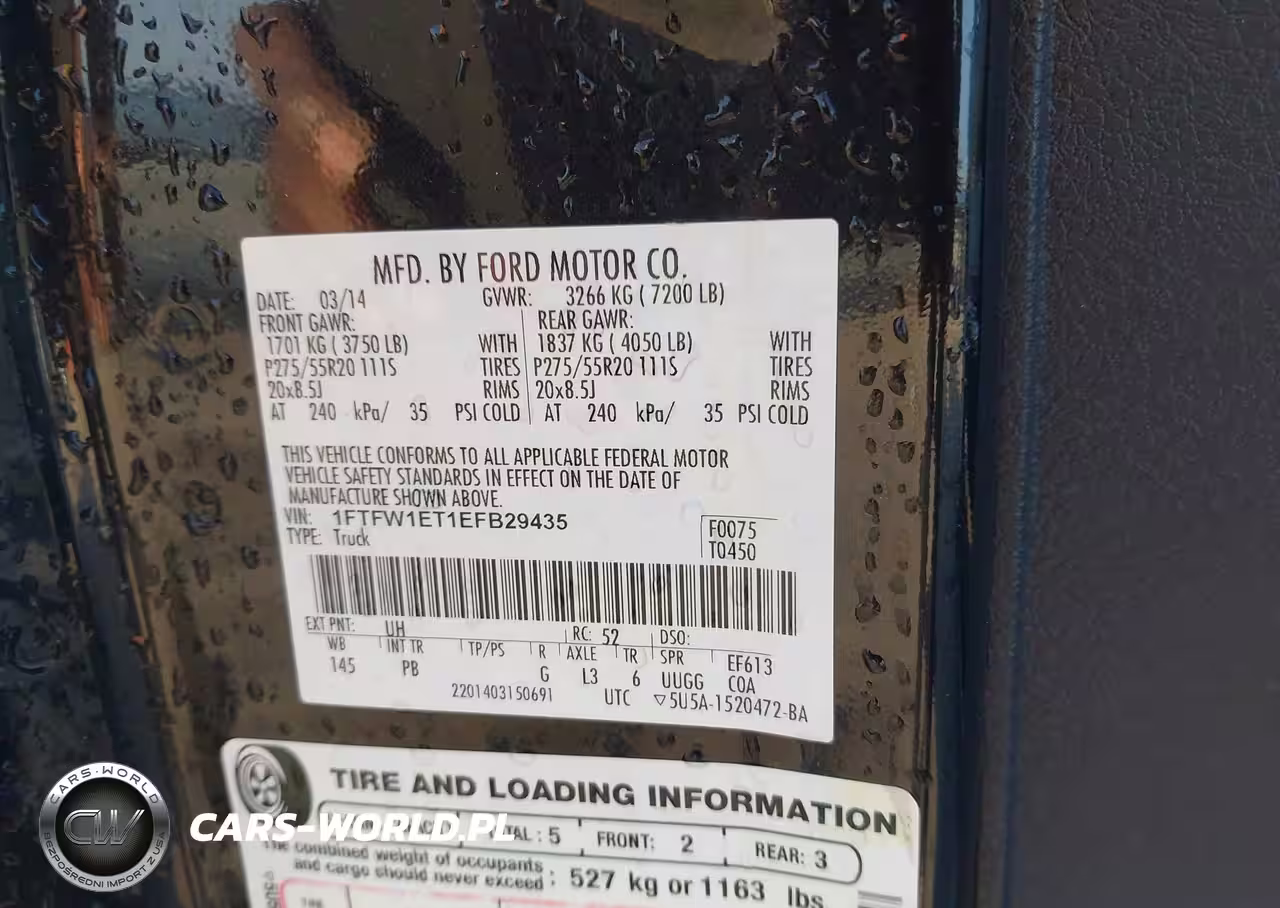 MFD. BY FORD MOTOR CO.
DATE: 03/14 GVWR: 3266 KG ( 7200 LB)
FRONT GAWR: REAR GAWR:
1701 KG ( 3750 LB) WITH 1837 KG ( 4050 LB) WITH
P275/55R20 111S TIRES P275/55R20 111S TIRES
20x8.5J RIMS 20x8.5J RIMS
AT 240 kPa/ 35 PSI COLD AT 240 kPa/ 35 PSI COLD
THIS VEHICLE CONFORMS TO ALL APPLICABLE FEDERAL MOTOR
VEHICLE SAFETY STANDARDS IN EFFECT ON THE DATE OF
MANUFACTURE SHOWN ABOVE.
VIN: 1FTFW1ET1EFB29435 F0075
TYPE: Truck T0450
EXT PNT: UH RC: 52 DSO:
WB INT TR TP/PS R AXLE TR SPR EF613
145 PB G L3 6 UUGG COA
2201403150691 UTC ▽5U5A-1520472-BA
TIRE AND LOADING INFORMATION
: 5 FRONT: 2 REAR: 3
The combined weight of occupants
and cargo should never exceed : 527 kg or 1163 lbs.
CARS-WORLD
CW
BEZPOŚREDNI IMPORT Z USA
CARS-WORLD.PL